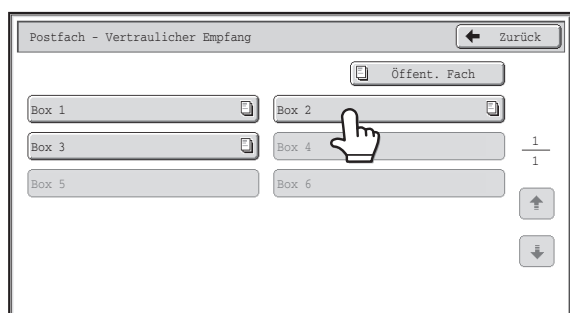 Postfach - Vertraulicher Empfang Zurück
Öffent. Fach
Box 1 Box 2
Box 3 Box 4
1
1
Box 5 Box 6